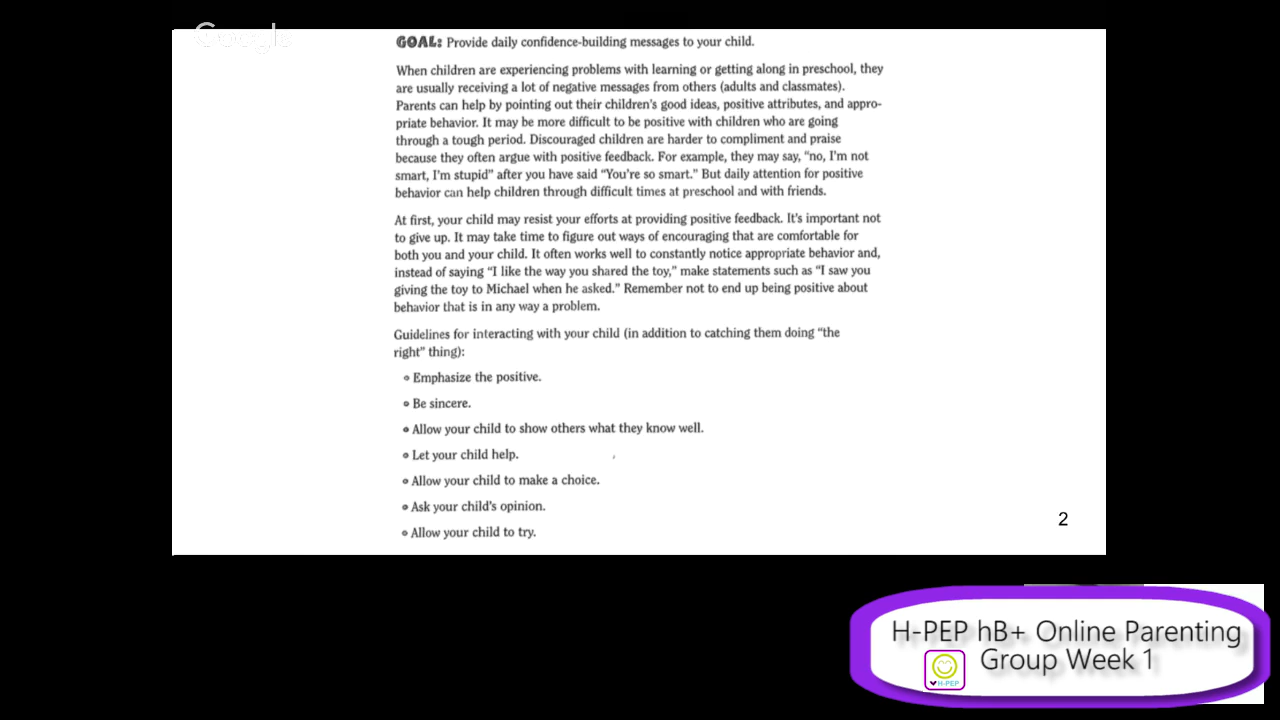 Google
GOAL: Provide daily confidence-building messages to your child.
When children are experiencing problems with learning or getting along in preschool, they
are usually receiving a lot of negative messages from others (adults and classmates).
Parents can help by pointing out their children's good ideas, positive attributes, and appro-
priate behavior. It may be more difficult to be positive with children who are going
through a tough period. Discouraged children are harder to compliment and praise
because they often argue with positive feedback. For example, they may say, "no, I'm not
smart, I'm stupid" after you have said "You're so smart." But daily attention for positive
behavior can help children through difficult times at preschool and with friends.
At first, your child may resist your efforts at providing positive feedback. It's important not
to give up. It may take time to figure out ways of encouraging that are comfortable for
both you and your child. It often works well to constantly notice appropriate behavior and,
instead of saying "I like the way you shared the toy," make statements such as "I saw you
giving the toy to Michael when he asked." Remember not to end up being positive about
behavior that is in any way a problem.
Guidelines for interacting with your child (in addition to catching them doing "the
right" thing):
• Emphasize the positive.
• Be sincere.
• Allow your child to show others what they know well.
• Let your child help.
• Allow your child to make a choice.
• Ask your child's opinion.
• Allow your child to try.
2
H-PEP hB+ Online Parenting
Group Week 1
H-PEP